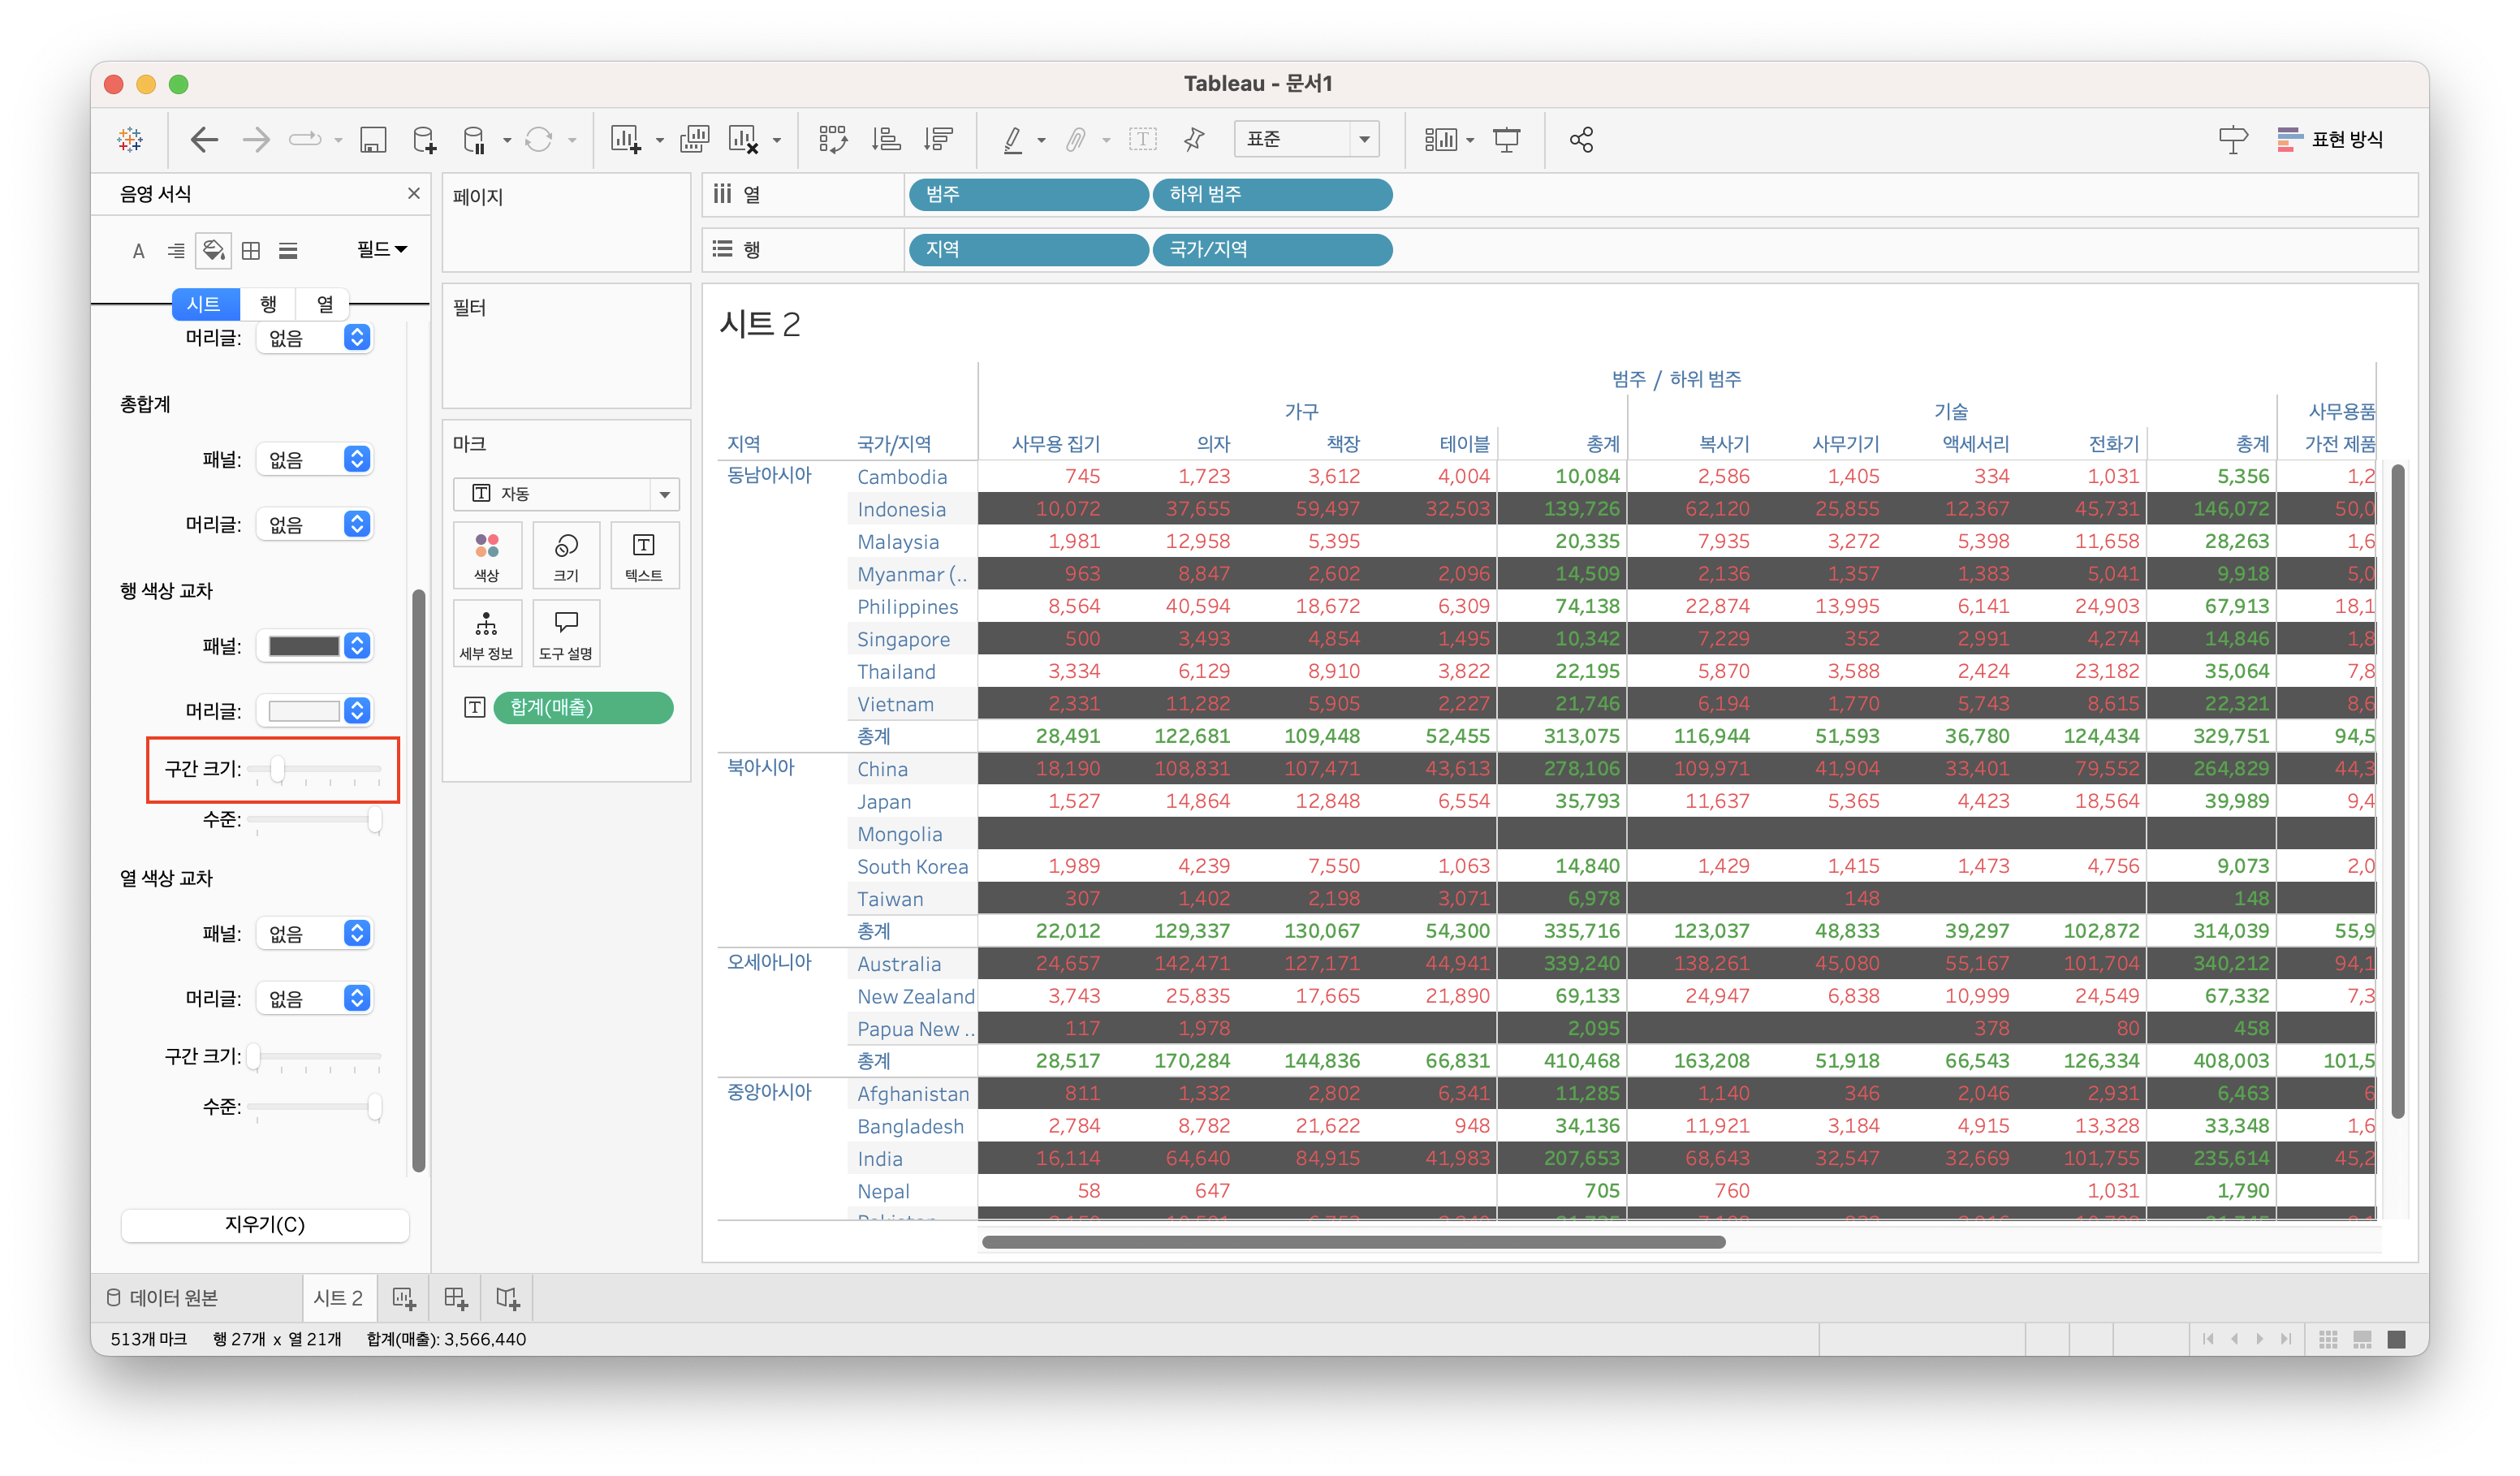 Tableau - 문서1
표준
표현 방식
음영 서식
필드
시트 행 열
머리글: 없음
총합계
패널: 없음
머리글: 없음
행 색상 교차
패널:
머리글:
구간 크기:
수준:
열 색상 교차
패널: 없음
머리글: 없음
구간 크기:
수준:
지우기(C)
페이지
필터
마크
자동
색상 크기 텍스트
세부 정보 도구 설명
합계(매출)
열 범주 하위 범주
행 지역 국가/지역
시트 2
범주 / 하위 범주
가구 기술 사무용품
지역 국가/지역 사무용 집기 의자 책장 테이블 총계 복사기 사무기기 액세서리 전화기 총계 가전 제품
동남아시아 Cambodia 745 1,723 3,612 4,004 10,084 2,586 1,405 334 1,031 5,356 1,2
Indonesia 10,072 37,655 59,497 32,503 139,726 62,120 25,855 12,367 45,731 146,072 50,0
Malaysia 1,981 12,958 5,395 20,335 7,935 3,272 5,398 11,658 28,263 1,6
Myanmar (.. 963 8,847 2,602 2,096 14,509 2,136 1,357 1,383 5,041 9,918 5,0
Philippines 8,564 40,594 18,672 6,309 74,138 22,874 13,995 6,141 24,903 67,913 18,1
Singapore 500 3,493 4,854 1,495 10,342 7,229 352 2,991 4,274 14,846 1,8
Thailand 3,334 6,129 8,910 3,822 22,195 5,870 3,588 2,424 23,182 35,064 7,8
Vietnam 2,331 11,282 5,905 2,227 21,746 6,194 1,770 5,743 8,615 22,321 8,6
총계 28,491 122,681 109,448 52,455 313,075 116,944 51,593 36,780 124,434 329,751 94,5
북아시아 China 18,190 108,831 107,471 43,613 278,106 109,971 41,904 33,401 79,552 264,829 44,3
Japan 1,527 14,864 12,848 6,554 35,793 11,637 5,365 4,423 18,564 39,989 9,4
Mongolia
South Korea 1,989 4,239 7,550 1,063 14,840 1,429 1,415 1,473 4,756 9,073 2,0
Taiwan 307 1,402 2,198 3,071 6,978 148 148
총계 22,012 129,337 130,067 54,300 335,716 123,037 48,833 39,297 102,872 314,039 55,9
오세아니아 Australia 24,657 142,471 127,171 44,941 339,240 138,261 45,080 55,167 101,704 340,212 94,1
New Zealand 3,743 25,835 17,665 21,890 69,133 24,947 6,838 10,999 24,549 67,332 7,3
Papua New .. 117 1,978 2,095 378 80 458
총계 28,517 170,284 144,836 66,831 410,468 163,208 51,918 66,543 126,334 408,003 101,5
중앙아시아 Afghanistan 811 1,332 2,802 6,341 11,285 1,140 346 2,046 2,931 6,463 6
Bangladesh 2,784 8,782 21,622 948 34,136 11,921 3,184 4,915 13,328 33,348 1,6
India 16,114 64,640 84,915 41,983 207,653 68,643 32,547 32,669 101,755 235,614 45,2
Nepal 58 647 705 760 1,031 1,790
데이터 원본 시트 2
513개 마크 행 27개 x 열 21개 합계(매출): 3,566,440